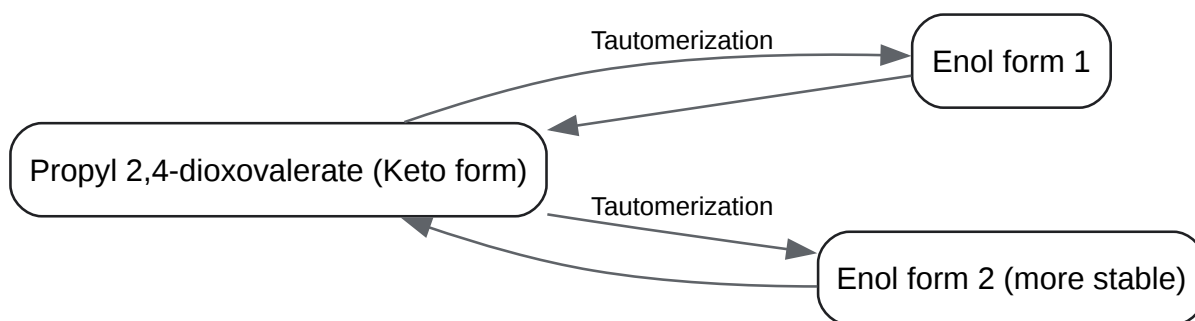 Tautomerization
Enol form 1
Propyl 2,4-dioxovalerate (Keto form)
Tautomerization
Enol form 2 (more stable)